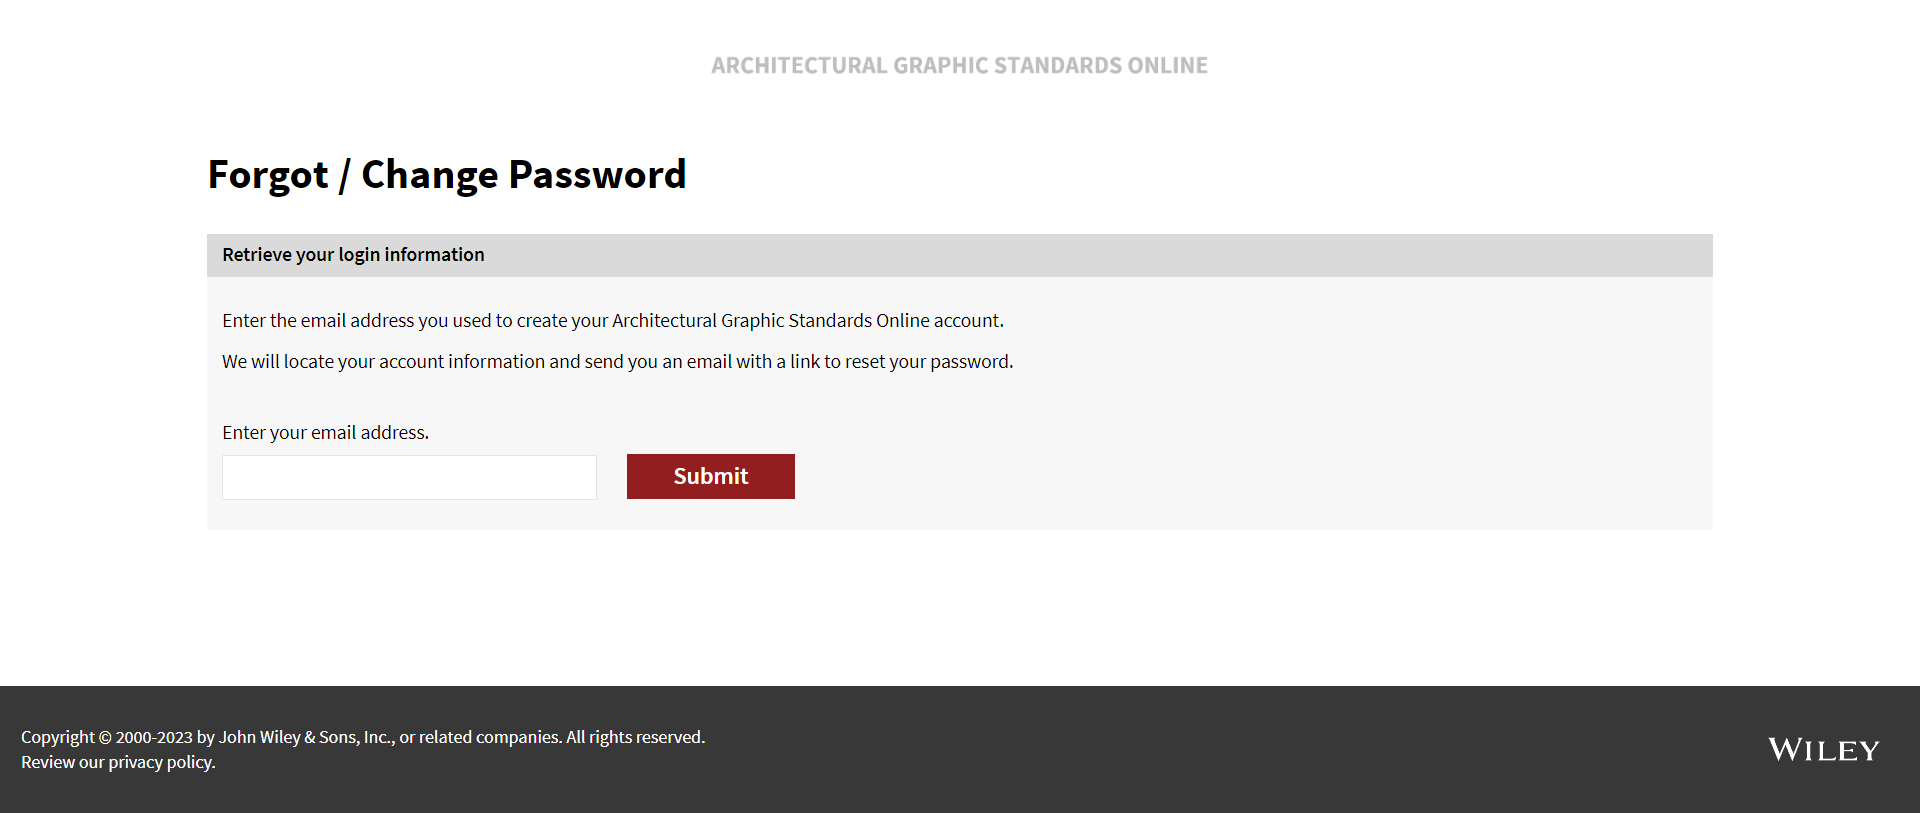 ARCHITECTURAL GRAPHIC STANDARDS ONLINE
Forgot / Change Password
Retrieve your login information
Enter the email address you used to create your Architectural Graphic Standards Online account.
We will locate your account information and send you an email with a link to reset your password.
Enter your email address.
Submit
Copyright © 2000-2023 by John Wiley & Sons, Inc., or related companies. All rights reserved.
Review our privacy policy.
WILEY